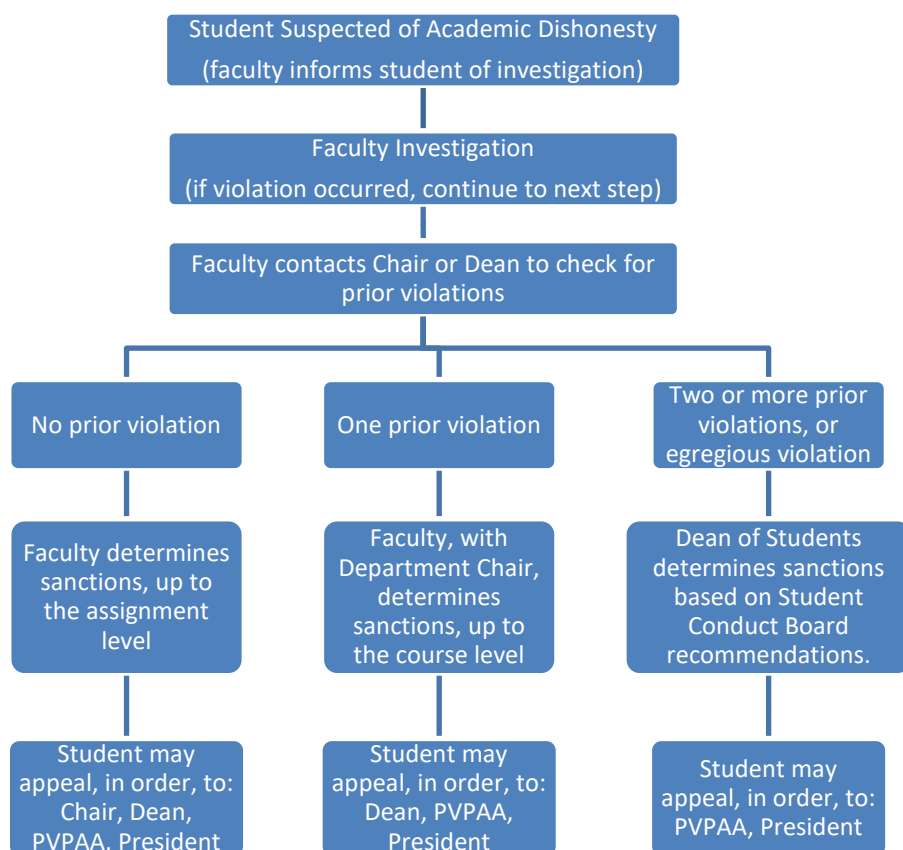 Student Suspected of Academic Dishonesty
(faculty informs student of investigation)
Faculty Investigation
(if violation occurred, continue to next step)
Faculty contacts Chair or Dean to check for
prior violations
No prior violation
One prior violation
Two or more prior
violations, or
egregious violation
Faculty determines
sanctions, up to
the assignment
level
Faculty, with
Department Chair,
determines
sanctions, up to
the course level
Dean of Students
determines sanctions
based on Student
Conduct Board
recommendations.
Student may
appeal, in order, to:
Chair, Dean,
PVPAA, President
Student may
appeal, in order, to:
Dean, PVPAA,
President
Student may
appeal, in order, to:
PVPAA, President